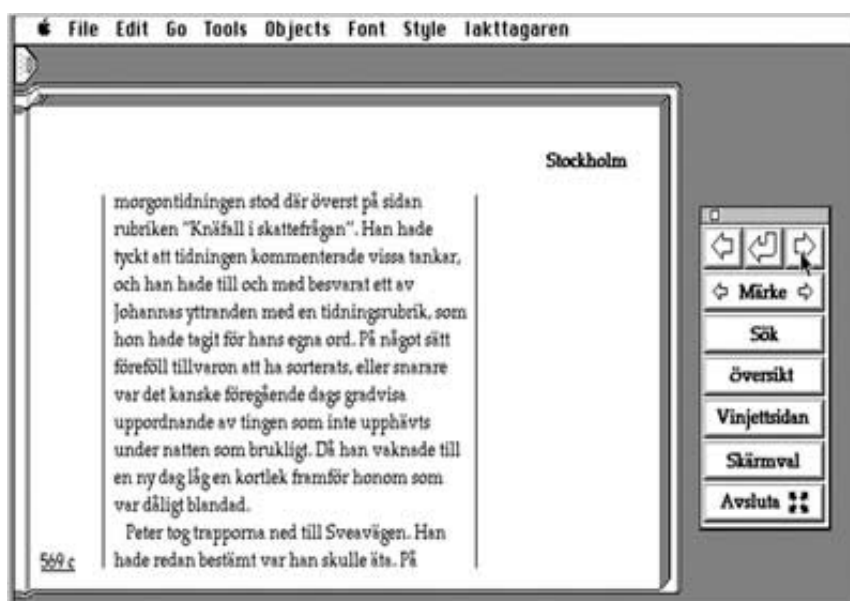 File Edit Go Tools Objects Font Style Iakttagaren
Stockholm
morgontidningen stod där överst på sidan
rubriken "Knäfall i skattefrågan". Han hade
tyckt att tidningen kommenterade vissa tankar,
och han hade till och med besvarat ett av
Johannas yttranden med en tidningsrubrik, som
hon hade tagit för hans egna ord. På något sätt
föreföll tillvaron att ha sorterats, eller snarare
var det kanske föregående dags gradvisa
uppordnande av tingen som inte upphävts
under natten som brukligt. Då han vaknade till
en ny dag låg en kortlek framför honom som
var dåligt blandad.
Peter tog trapporna ned till Sveavägen. Han
hade redan bestämt var han skulle äta. På
569 c
Märke
Sök
översikt
Vinjettsidan
Skärmval
Avsluta